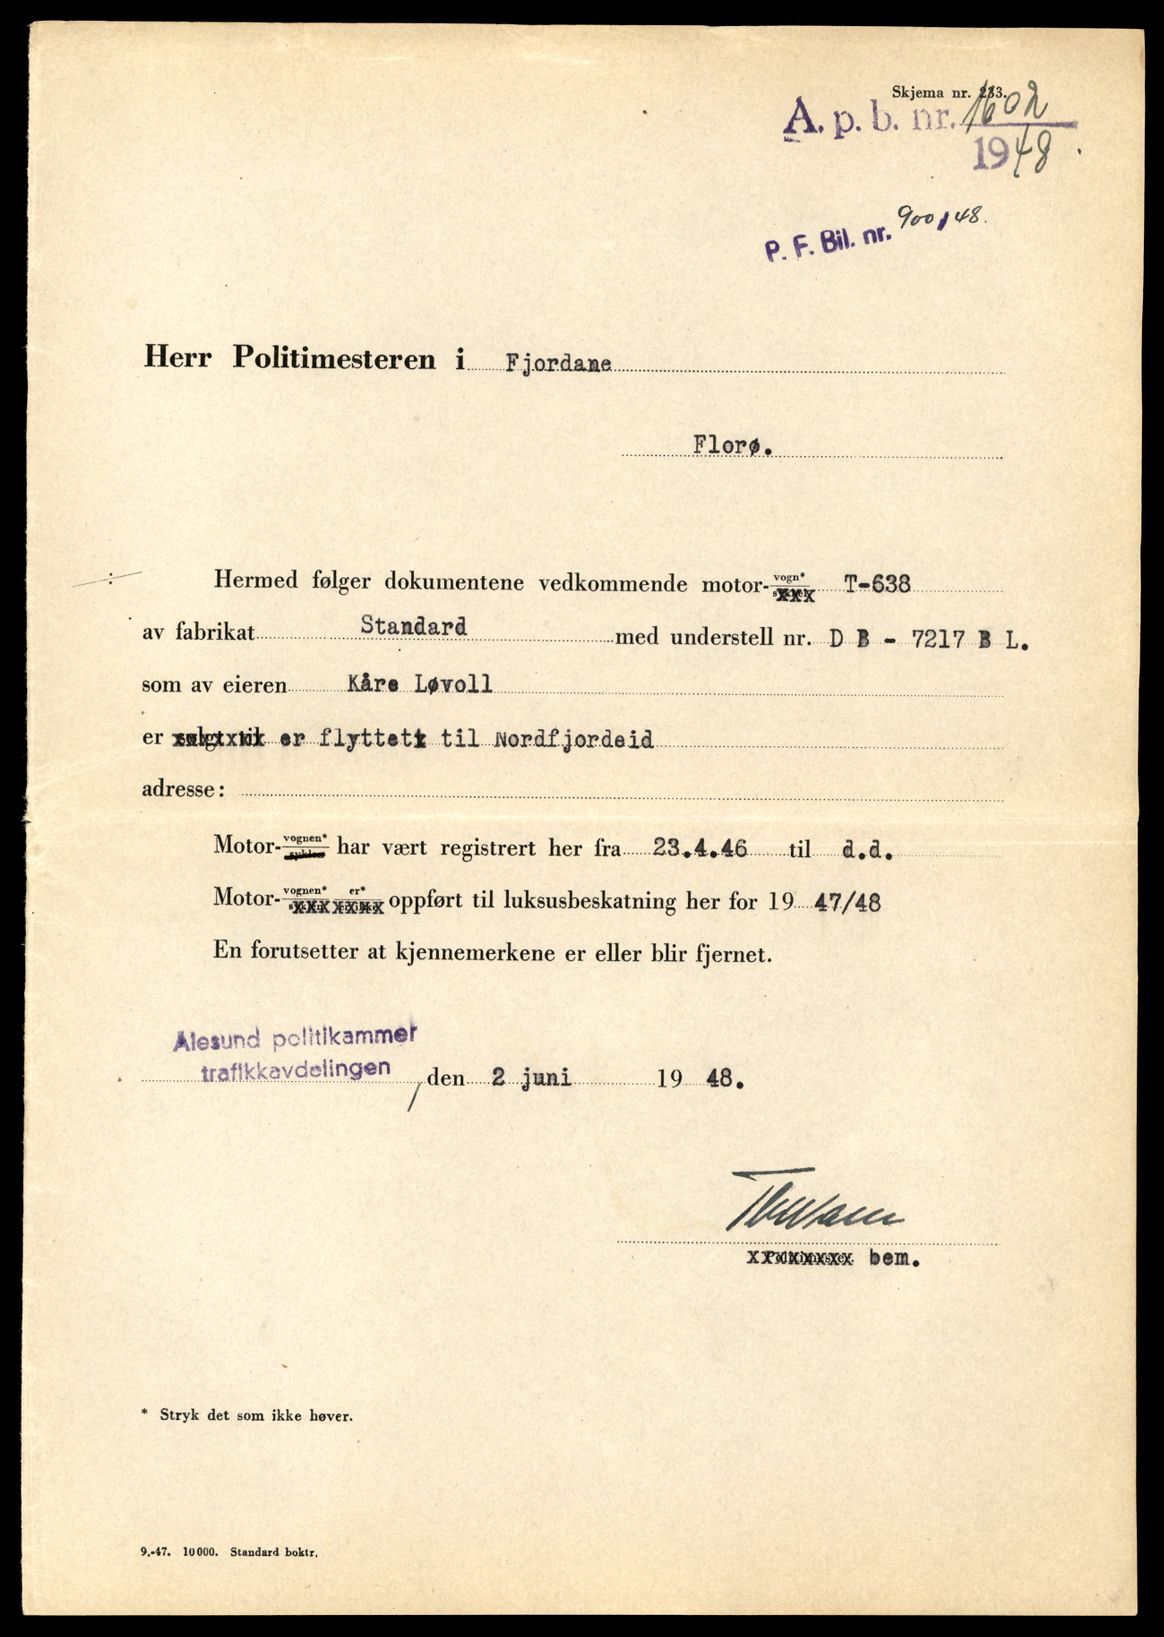 Skjema nr. 233.
A. p. b. nr. 1602
1948.
P. F. Bil. nr. 900/48.
Herr Politimesteren i Fjordane
Florø.
Hermed følger dokumentene vedkommende motor-vogn* T-638
av fabrikat Standard med understell nr. D B - 7217 B L.
som av eieren Kåre Løvoll
er solgt til er flyttet til Nordfjordeid
adresse:
Motor-vognen* sykkelen har vært registrert her fra 23.4.46 til d.d.
Motor-vognen* er* oppført til luksusbeskatning her for 19 47/48
En forutsetter at kjennemerkene er eller blir fjernet.
Ålesund politikammer
trafikkavdelingen, den 2 juni 19 48.
bem.
* Stryk det som ikke høver.
9.-47. 10000. Standard boktr.